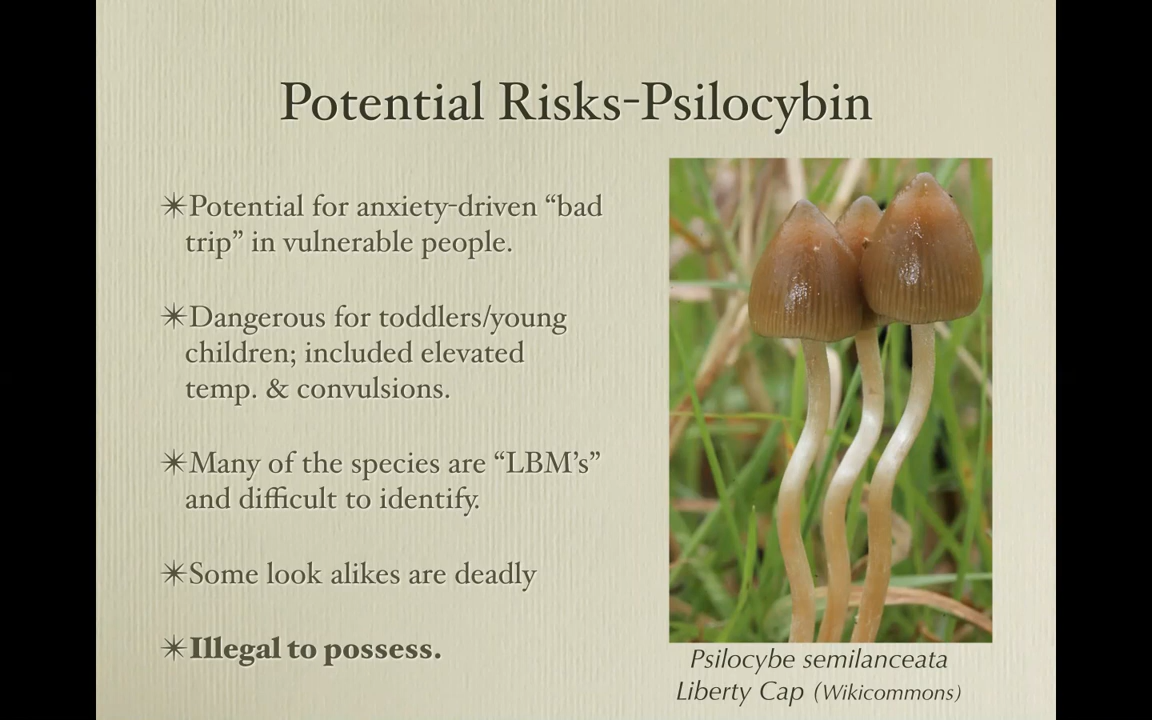 Potential Risks-Psilocybin
✴Potential for anxiety-driven “bad
trip” in vulnerable people.
✴Dangerous for toddlers/young
children; included elevated
temp. & convulsions.
✴Many of the species are “LBM’s”
and difficult to identify.
✴Some look alikes are deadly
✴Illegal to possess.
Psilocybe semilanceata
Liberty Cap (Wikicommons)